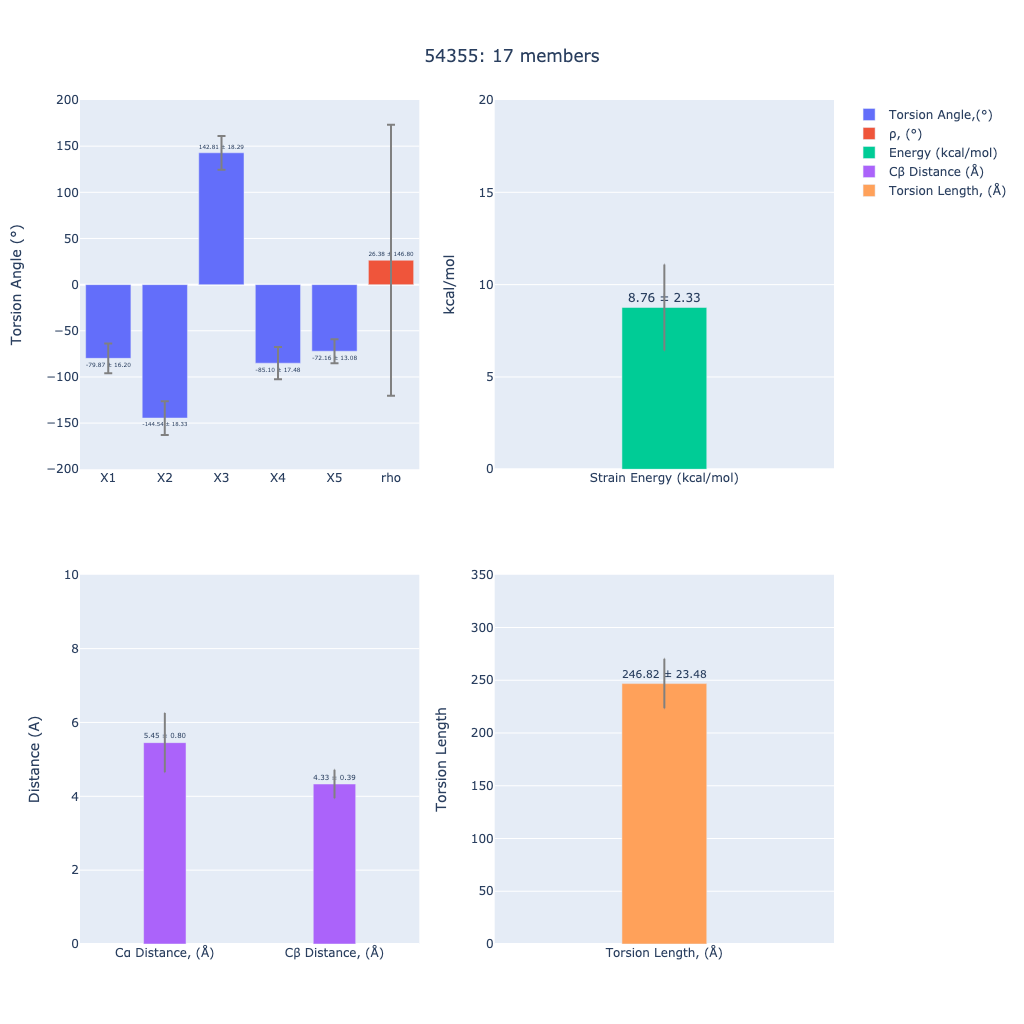 54355: 17 members
Torsion Angle (°)
200
150
100
50
0
−50
−100
−150
−200
-79.87 ± 16.20
-144.54 ± 18.33
142.81 ± 18.29
-85.10 ± 17.48
-72.16 ± 13.08
26.38 ± 146.80
X1 X2 X3 X4 X5 rho
kcal/mol
20
15
10
5
0
8.76 ± 2.33
Strain Energy (kcal/mol)
Torsion Angle,(°)
ρ, (°)
Energy (kcal/mol)
Cβ Distance (Å)
Torsion Length, (Å)
Distance (A)
10
8
6
4
2
0
5.45 ± 0.80
4.33 ± 0.39
Cα Distance, (Å) Cβ Distance, (Å)
Torsion Length
350
300
250
200
150
100
50
0
246.82 ± 23.48
Torsion Length, (Å)